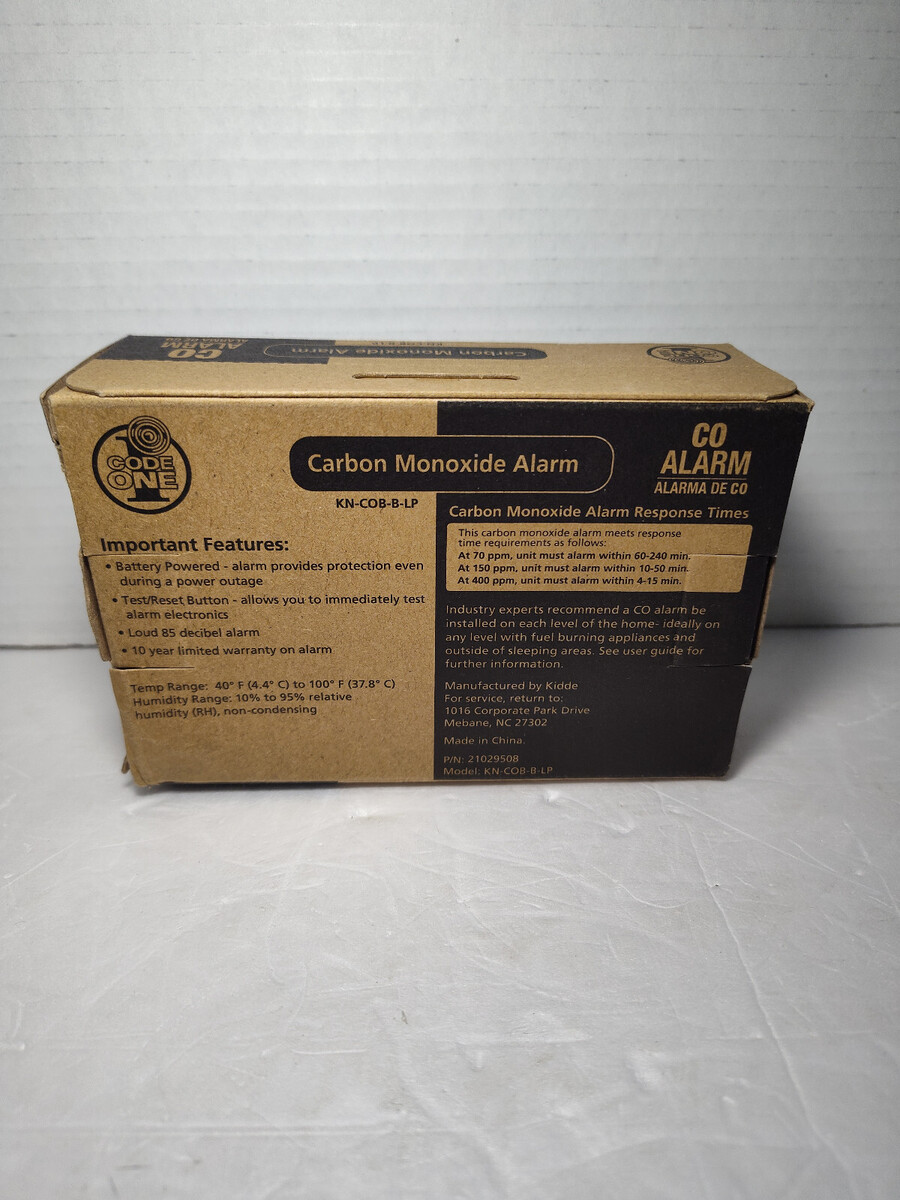 CO
ALARM
ALARMA DE CO
Carbon Monoxide Alarm
CODE
ONE
Carbon Monoxide Alarm
KN-COB-B-LP
CO
ALARM
ALARMA DE CO
Important Features:
• Battery Powered - alarm provides protection even
during a power outage
• Test/Reset Button - allows you to immediately test
alarm electronics
• Loud 85 decibel alarm
• 10 year limited warranty on alarm
Temp Range: 40° F (4.4° C) to 100° F (37.8° C)
Humidity Range: 10% to 95% relative
humidity (RH), non-condensing
Carbon Monoxide Alarm Response Times
This carbon monoxide alarm meets response
time requirements as follows:
At 70 ppm, unit must alarm within 60-240 min.
At 150 ppm, unit must alarm within 10-50 min.
At 400 ppm, unit must alarm within 4-15 min.
Industry experts recommend a CO alarm be
installed on each level of the home- ideally on
any level with fuel burning appliances and
outside of sleeping areas. See user guide for
further information.
Manufactured by Kidde
For service, return to:
1016 Corporate Park Drive
Mebane, NC 27302
Made in China.
P/N: 21029508
Model: KN-COB-B-LP